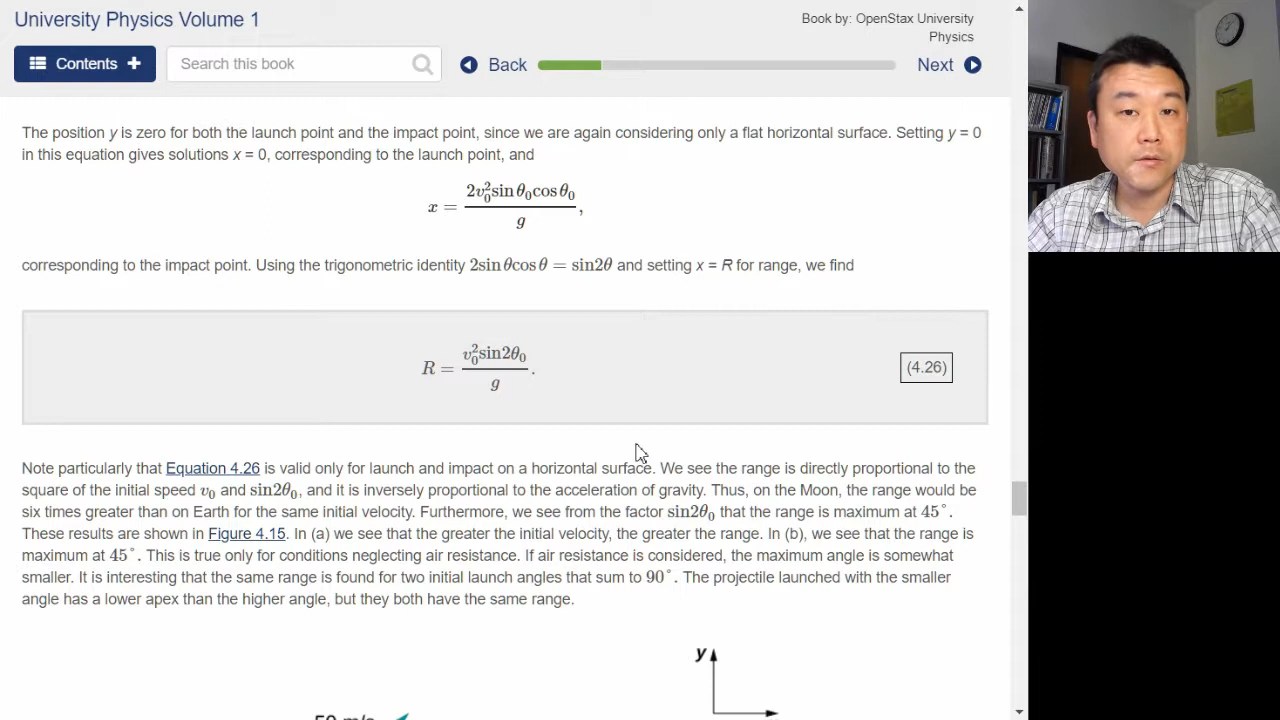 University Physics Volume 1
Book by: OpenStax University
Physics
Contents +
Search this book
Back
Next
The position y is zero for both the launch point and the impact point, since we are again considering only a flat horizontal surface. Setting y = 0
in this equation gives solutions x = 0, corresponding to the launch point, and
x = 2v₀²sin θ₀cos θ₀ / g,
corresponding to the impact point. Using the trigonometric identity 2sin θcos θ = sin2θ and setting x = R for range, we find
R = v₀²sin2θ₀ / g.
(4.26)
Note particularly that Equation 4.26 is valid only for launch and impact on a horizontal surface. We see the range is directly proportional to the
square of the initial speed v₀ and sin2θ₀, and it is inversely proportional to the acceleration of gravity. Thus, on the Moon, the range would be
six times greater than on Earth for the same initial velocity. Furthermore, we see from the factor sin2θ₀ that the range is maximum at 45°.
These results are shown in Figure 4.15. In (a) we see that the greater the initial velocity, the greater the range. In (b), we see that the range is
maximum at 45°. This is true only for conditions neglecting air resistance. If air resistance is considered, the maximum angle is somewhat
smaller. It is interesting that the same range is found for two initial launch angles that sum to 90°. The projectile launched with the smaller
angle has a lower apex than the higher angle, but they both have the same range.
y
50 m/s